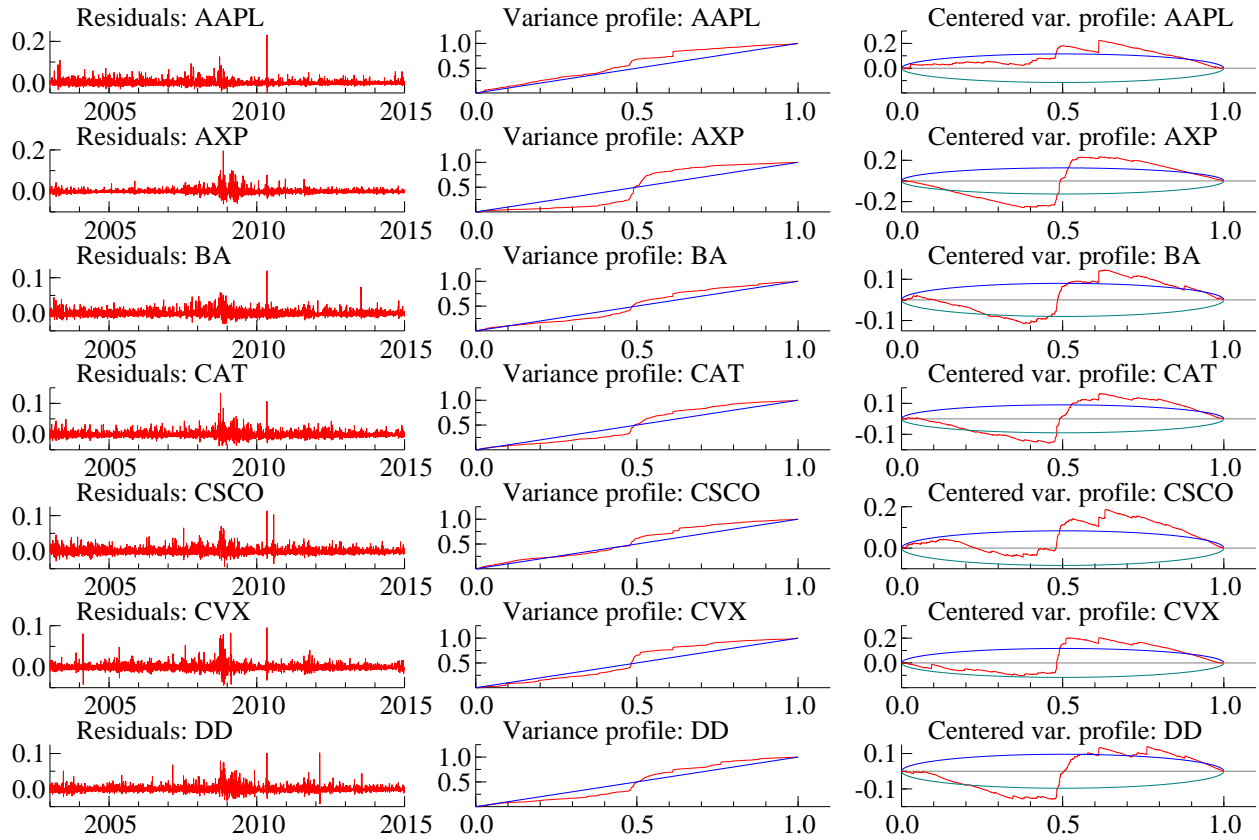 Residuals: AAPL Variance profile: AAPL Centered var. profile: AAPL
0.2 1.0 0.2
0.5
0.0 0.0
2005 2010 2015 0.0 0.5 1.0 0.0 0.5 1.0
Residuals: AXP Variance profile: AXP Centered var. profile: AXP
0.2 1.0 0.2
0.0 0.5 0.0
-0.2
2005 2010 2015 0.0 0.5 1.0 0.0 0.5 1.0
Residuals: BA Variance profile: BA Centered var. profile: BA
0.1 1.0 0.1
0.0 0.5 -0.1
2005 2010 2015 0.0 0.5 1.0 0.0 0.5 1.0
Residuals: CAT Variance profile: CAT Centered var. profile: CAT
0.1 1.0 0.1
0.0 0.5 -0.1
2005 2010 2015 0.0 0.5 1.0 0.0 0.5 1.0
Residuals: CSCO Variance profile: CSCO Centered var. profile: CSCO
0.1 1.0 0.2
0.0 0.5 0.0
2005 2010 2015 0.0 0.5 1.0 0.0 0.5 1.0
Residuals: CVX Variance profile: CVX Centered var. profile: CVX
0.1 1.0 0.2
0.0 0.5 0.0
2005 2010 2015 0.0 0.5 1.0 0.0 0.5 1.0
Residuals: DD Variance profile: DD Centered var. profile: DD
0.1 1.0 0.1
0.0 0.5 -0.1
2005 2010 2015 0.0 0.5 1.0 0.0 0.5 1.0